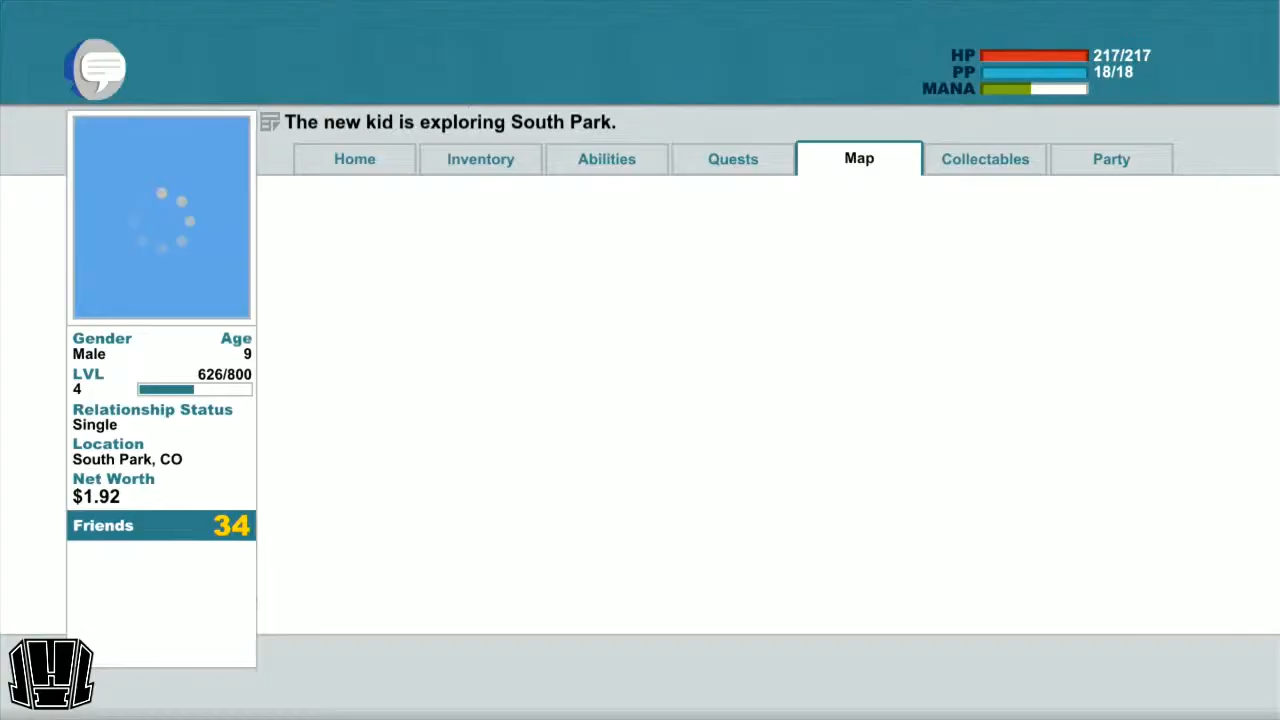 HP 217/217
PP 18/18
MANA
The new kid is exploring South Park.
Home Inventory Abilities Quests Map Collectables Party
Gender Age
Male 9
LVL 626/800
4
Relationship Status
Single
Location
South Park, CO
Net Worth
$1.92
Friends 34